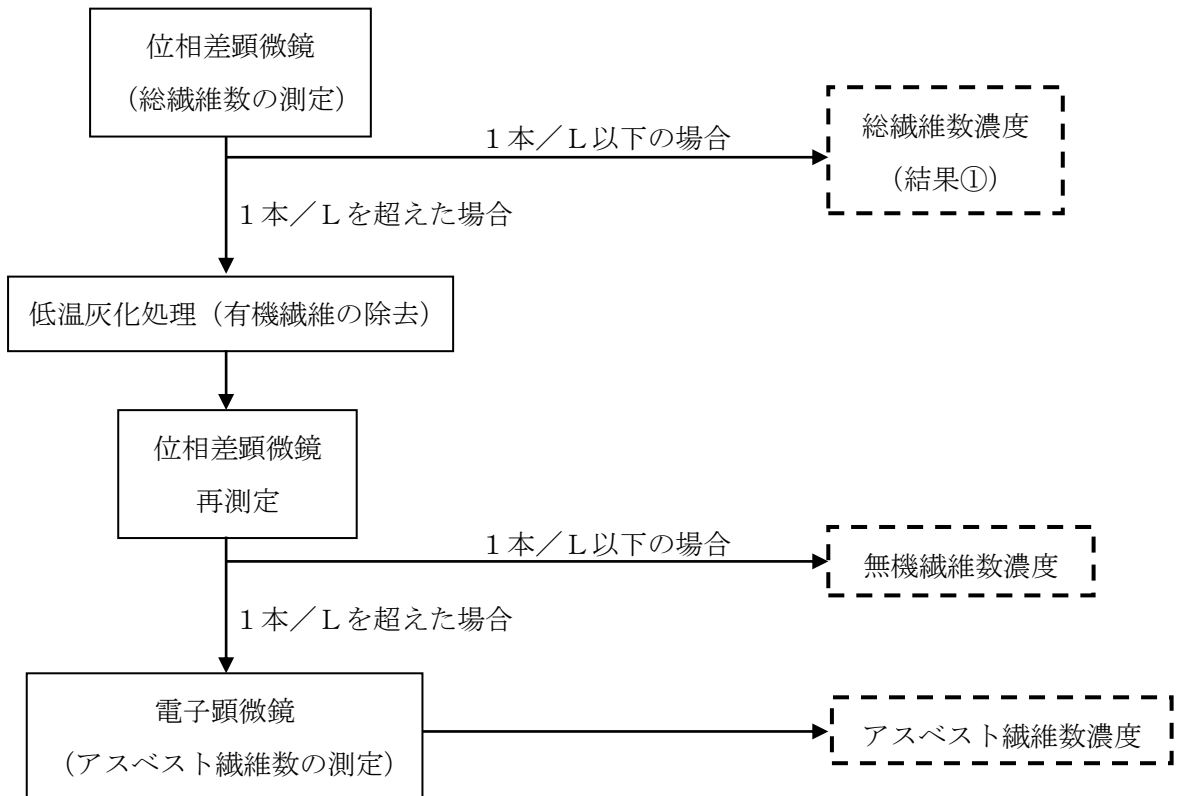 位相差顕微鏡
（総繊維数の測定）
１本／Ｌ以下の場合
総繊維数濃度
（結果①）
１本／Ｌを超えた場合
低温灰化処理（有機繊維の除去）
位相差顕微鏡
再測定
１本／Ｌ以下の場合
無機繊維数濃度
１本／Ｌを超えた場合
電子顕微鏡
（アスベスト繊維数の測定）
アスベスト繊維数濃度